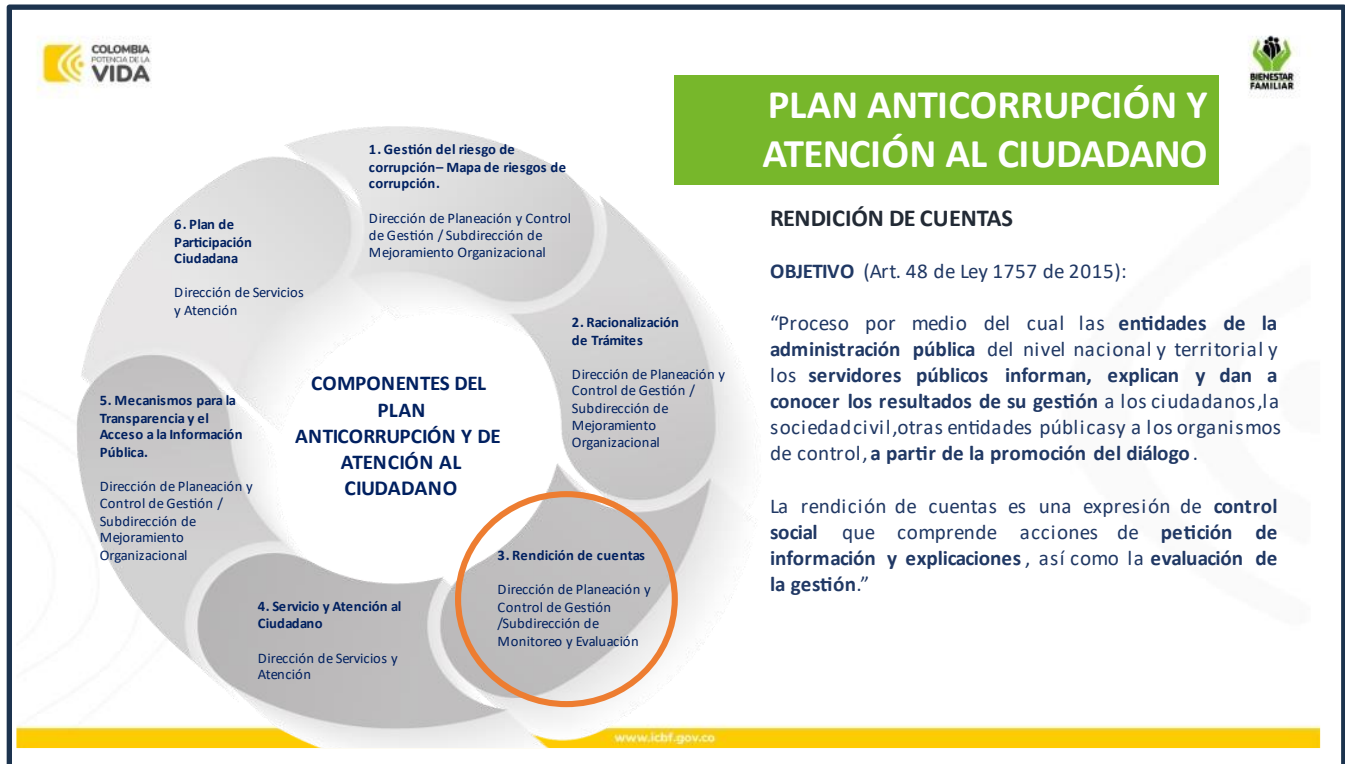 COLOMBIA
POTENCIA DE LA
VIDA
BIENESTAR
FAMILIAR
PLAN ANTICORRUPCIÓN Y
ATENCIÓN AL CIUDADANO
1. Gestión del riesgo de
corrupción– Mapa de riesgos de
corrupción.
Dirección de Planeación y Control
de Gestión / Subdirección de
Mejoramiento Organizacional
2. Racionalización
de Trámites
Dirección de Planeación y
Control de Gestión /
Subdirección de
Mejoramiento
Organizacional
3. Rendición de cuentas
Dirección de Planeación y
Control de Gestión
/Subdirección de
Monitoreo y Evaluación
4. Servicio y Atención al
Ciudadano
Dirección de Servicios y
Atención
5. Mecanismos para la
Transparencia y el
Acceso a la Información
Pública.
Dirección de Planeación y
Control de Gestión /
Subdirección de
Mejoramiento
Organizacional
6. Plan de
Participación
Ciudadana
Dirección de Servicios
y Atención
COMPONENTES DEL
PLAN
ANTICORRUPCIÓN Y DE
ATENCIÓN AL
CIUDADANO
RENDICIÓN DE CUENTAS
OBJETIVO (Art. 48 de Ley 1757 de 2015):
“Proceso por medio del cual las entidades de la
administración pública del nivel nacional y territorial y
los servidores públicos informan, explican y dan a
conocer los resultados de su gestión a los ciudadanos,la
sociedad civil,otras entidades públicasy a los organismos
de control, a partir de la promoción del diálogo.
La rendición de cuentas es una expresión de control
social que comprende acciones de petición de
información y explicaciones, así como la evaluación de
la gestión.”
www.icbf.gov.co